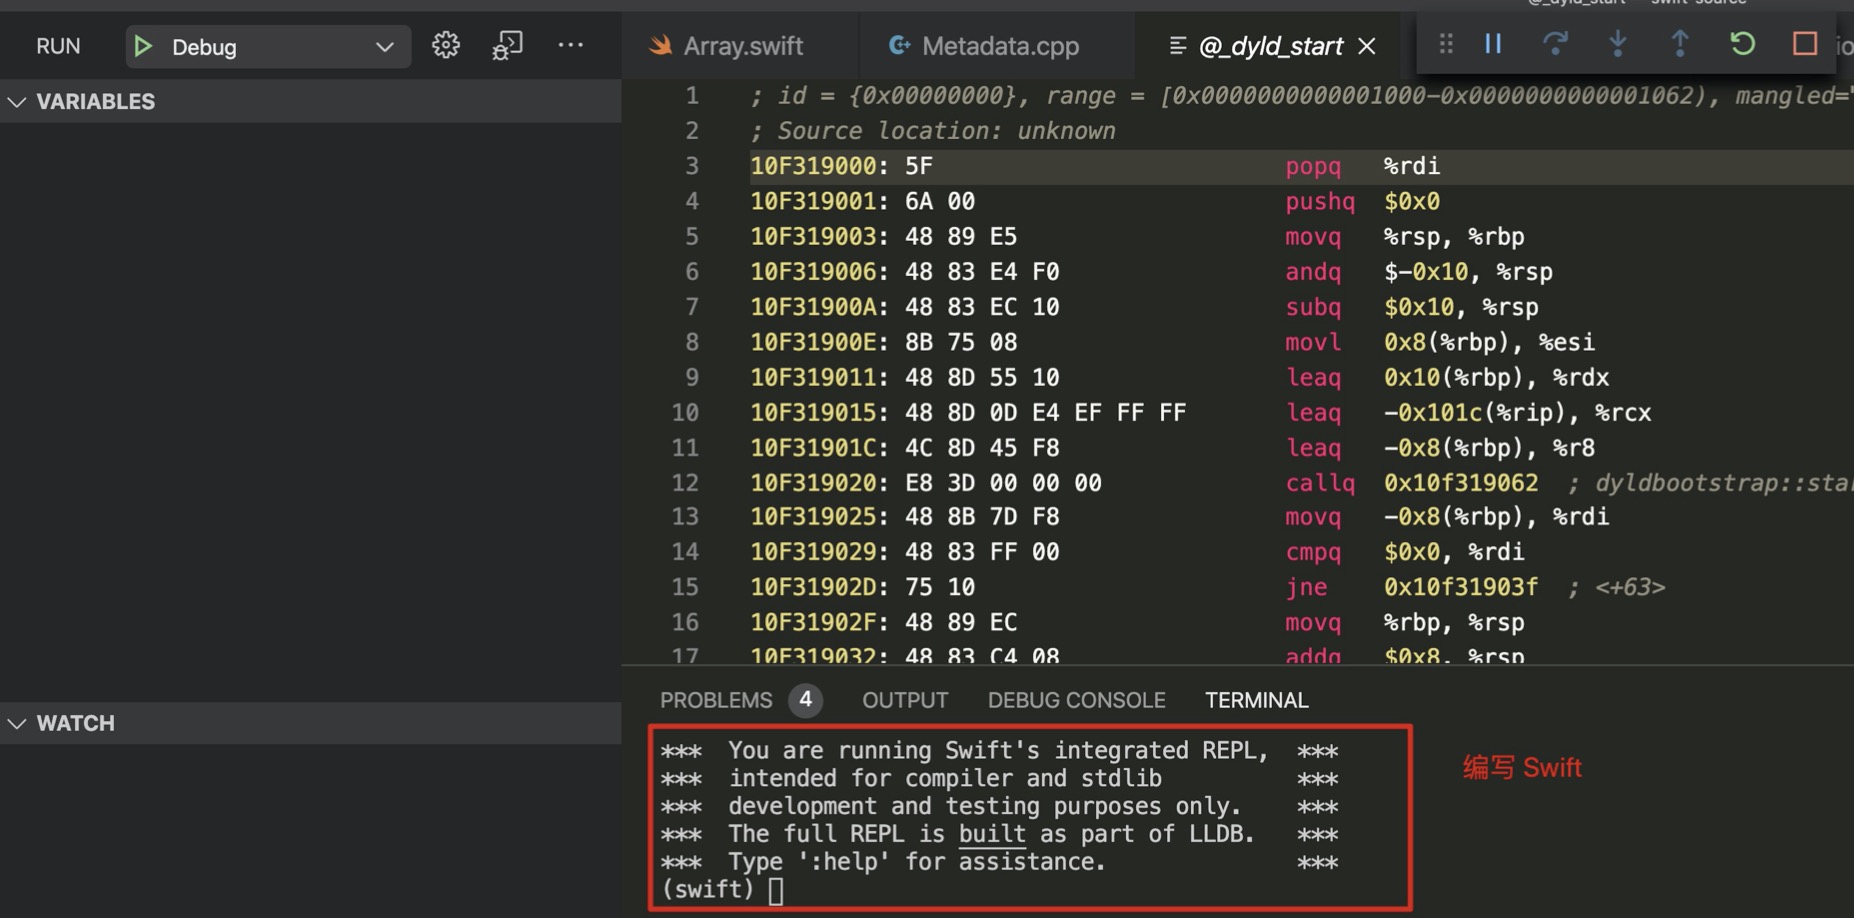 @_dyld_start — swift-source
RUN Debug
Array.swift Metadata.cpp @_dyld_start
VARIABLES
1 ; id = {0x00000000}, range = [0x0000000000001000-0x0000000000001062), mangled="
2 ; Source location: unknown
3 10F319000: 5F popq %rdi
4 10F319001: 6A 00 pushq $0x0
5 10F319003: 48 89 E5 movq %rsp, %rbp
6 10F319006: 48 83 E4 F0 andq $-0x10, %rsp
7 10F31900A: 48 83 EC 10 subq $0x10, %rsp
8 10F31900E: 8B 75 08 movl 0x8(%rbp), %esi
9 10F319011: 48 8D 55 10 leaq 0x10(%rbp), %rdx
10 10F319015: 48 8D 0D E4 EF FF FF leaq -0x101c(%rip), %rcx
11 10F31901C: 4C 8D 45 F8 leaq -0x8(%rbp), %r8
12 10F319020: E8 3D 00 00 00 callq 0x10f319062 ; dyldbootstrap::star
13 10F319025: 48 8B 7D F8 movq -0x8(%rbp), %rdi
14 10F319029: 48 83 FF 00 cmpq $0x0, %rdi
15 10F31902D: 75 10 jne 0x10f31903f ; <+63>
16 10F31902F: 48 89 EC movq %rbp, %rsp
17 10F319032: 48 83 C4 08 addq $0x8, %rsp
WATCH
PROBLEMS 4 OUTPUT DEBUG CONSOLE TERMINAL
*** You are running Swift's integrated REPL, ***
*** intended for compiler and stdlib ***
*** development and testing purposes only. ***
*** The full REPL is built as part of LLDB. ***
*** Type ':help' for assistance. ***
(swift)
编写 Swift